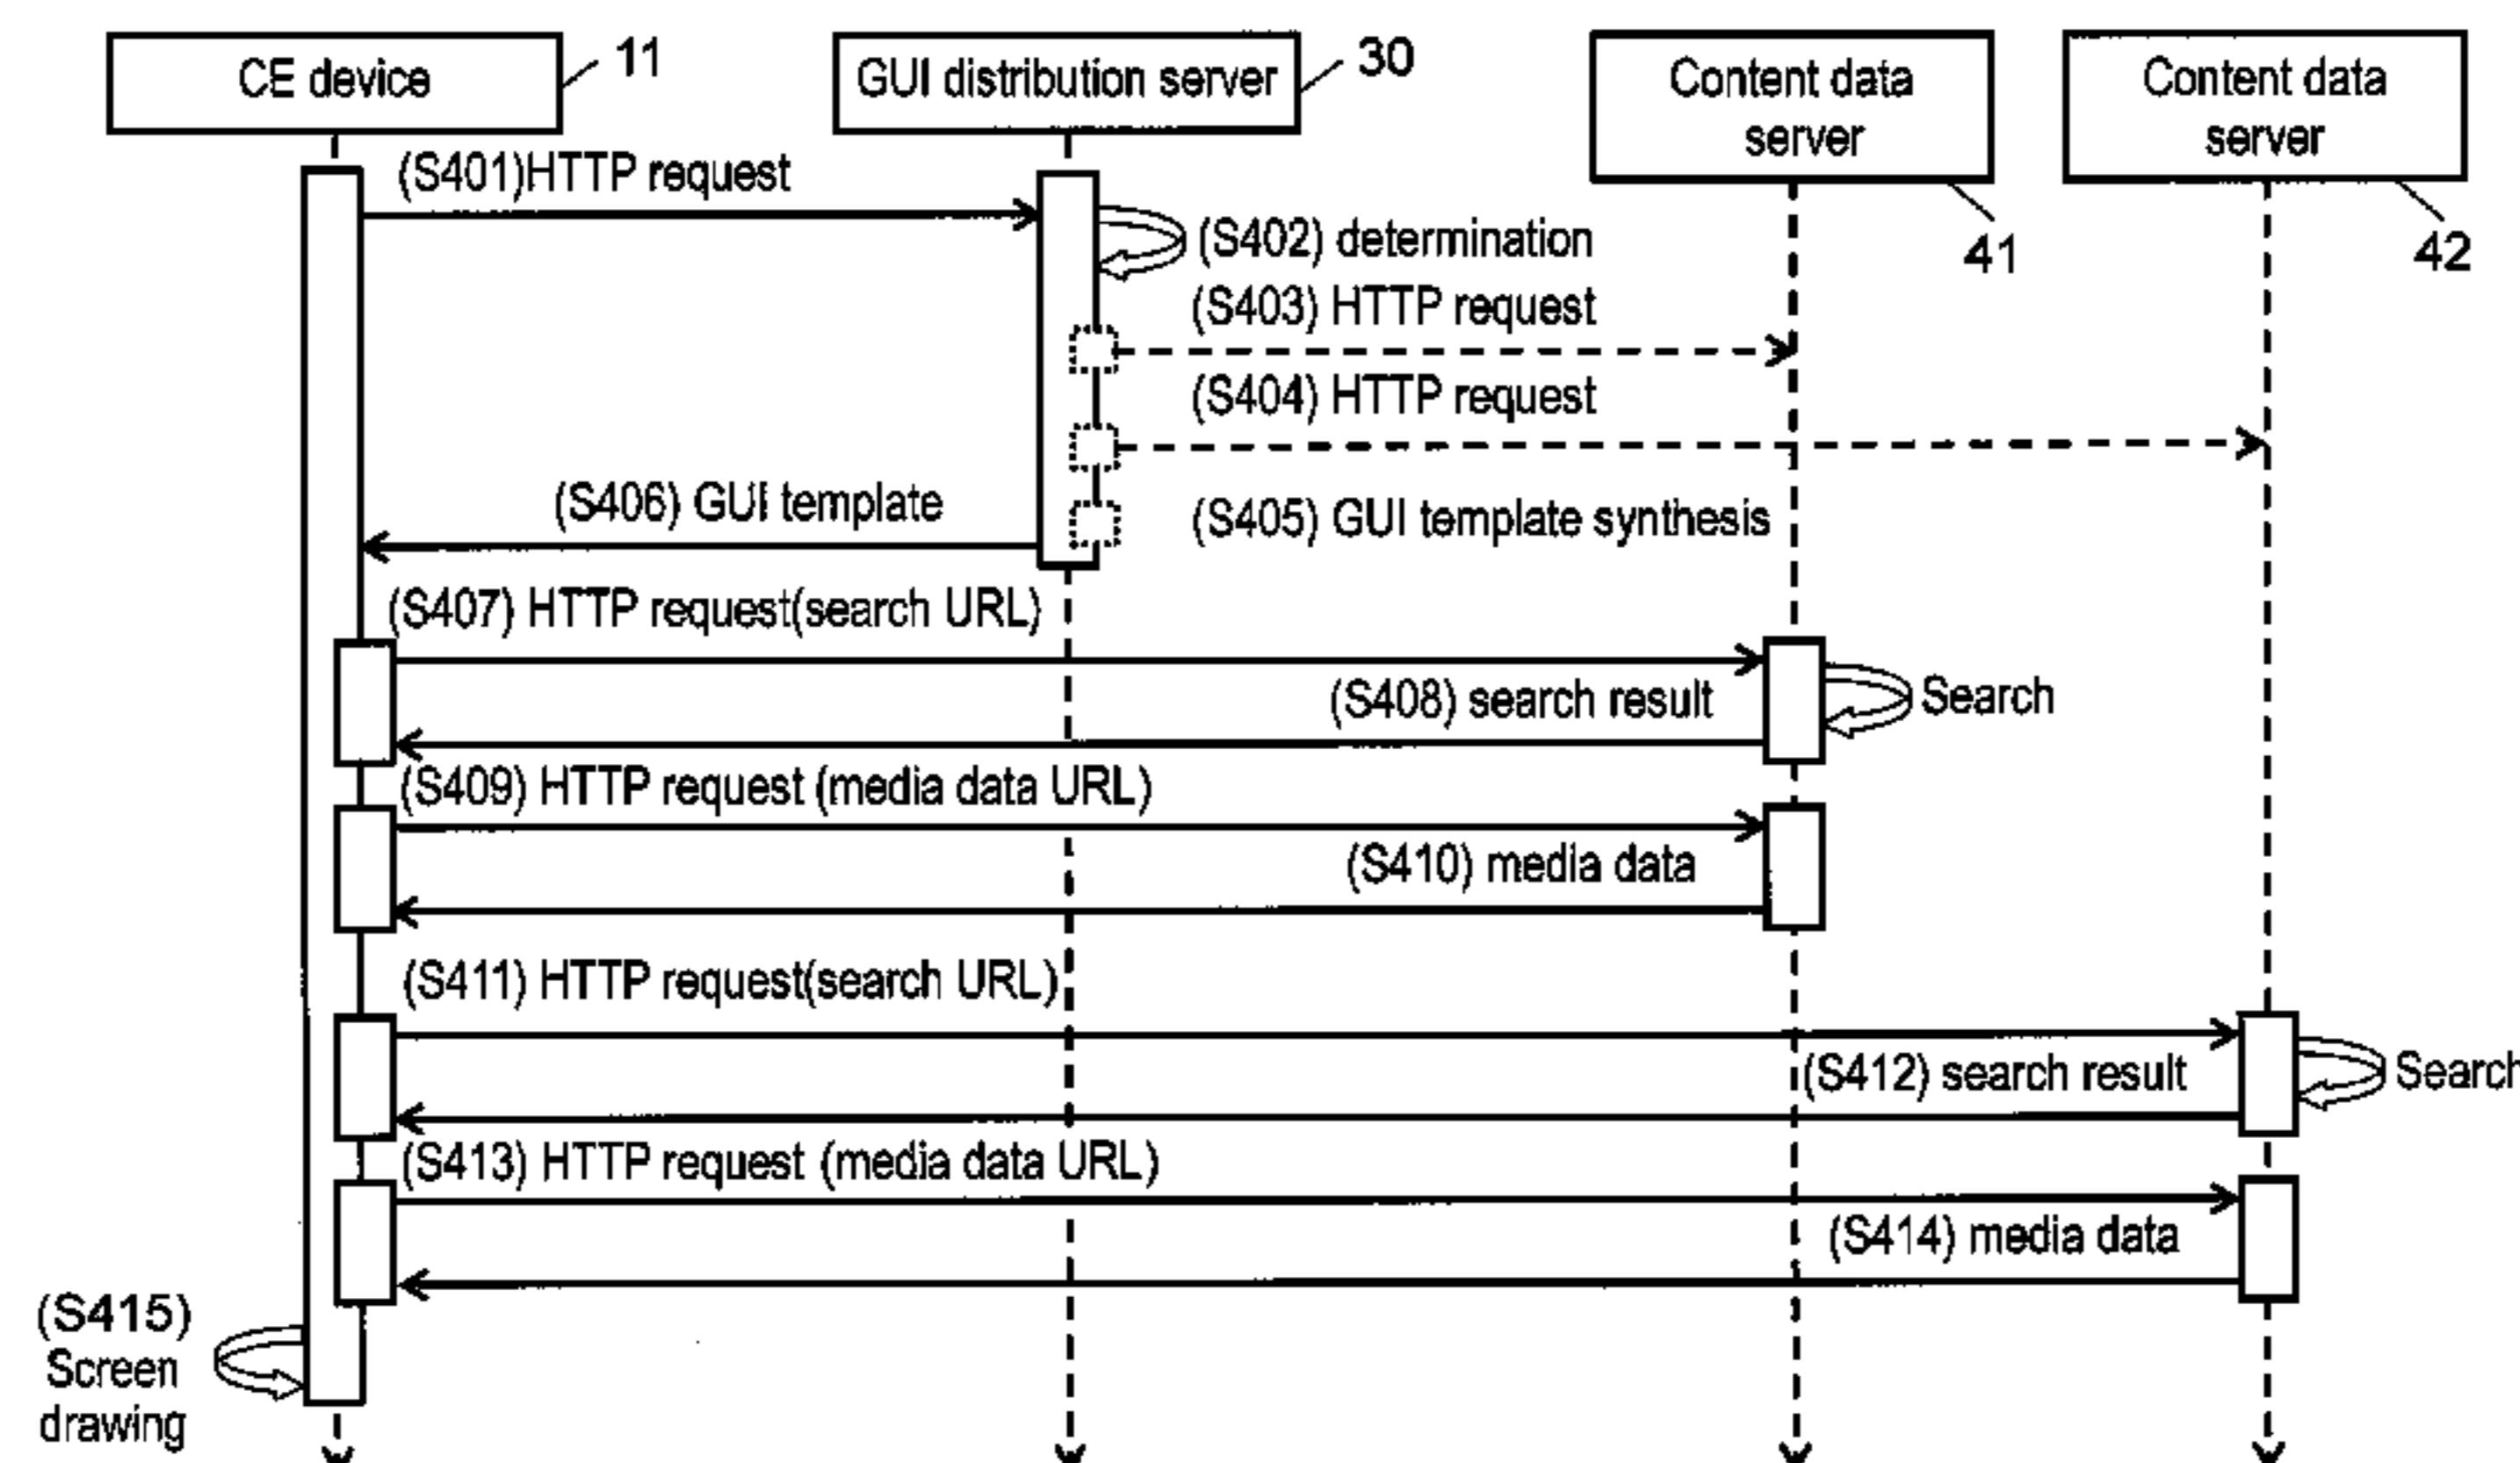 CE device
11
GUI distribution server
30
Content data
server
41
Content data
server
42
(S401)HTTP request
(S402) determination
(S403) HTTP request
(S404) HTTP request
(S405) GUI template synthesis
(S406) GUI template
(S407) HTTP request(search URL)
(S408) search result
Search
(S409) HTTP request (media data URL)
(S410) media data
(S411) HTTP request(search URL)
(S412) search result
Search
(S413) HTTP request (media data URL)
(S414) media data
(S415)
Screen
drawing